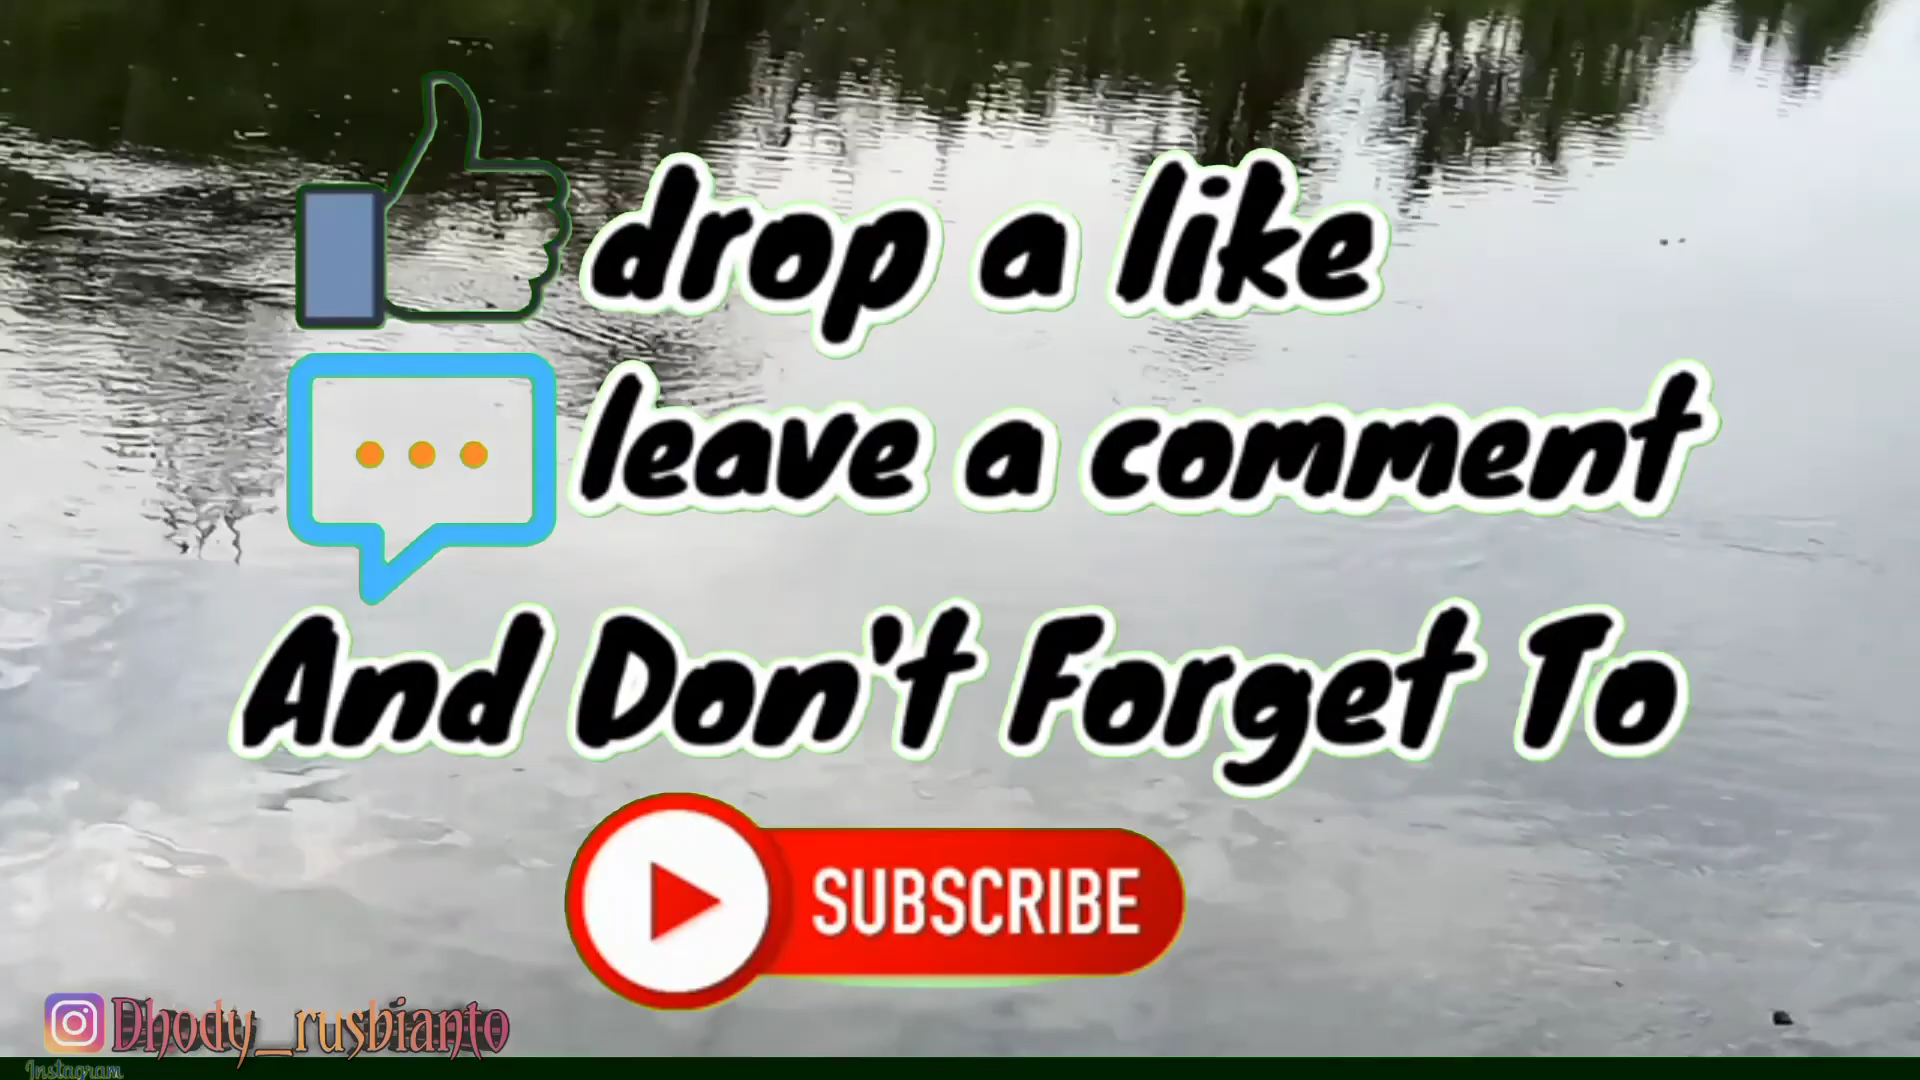 drop a like
leave a comment
And Don't Forget To
SUBSCRIBE
Dhody_rusbianto
Instagram